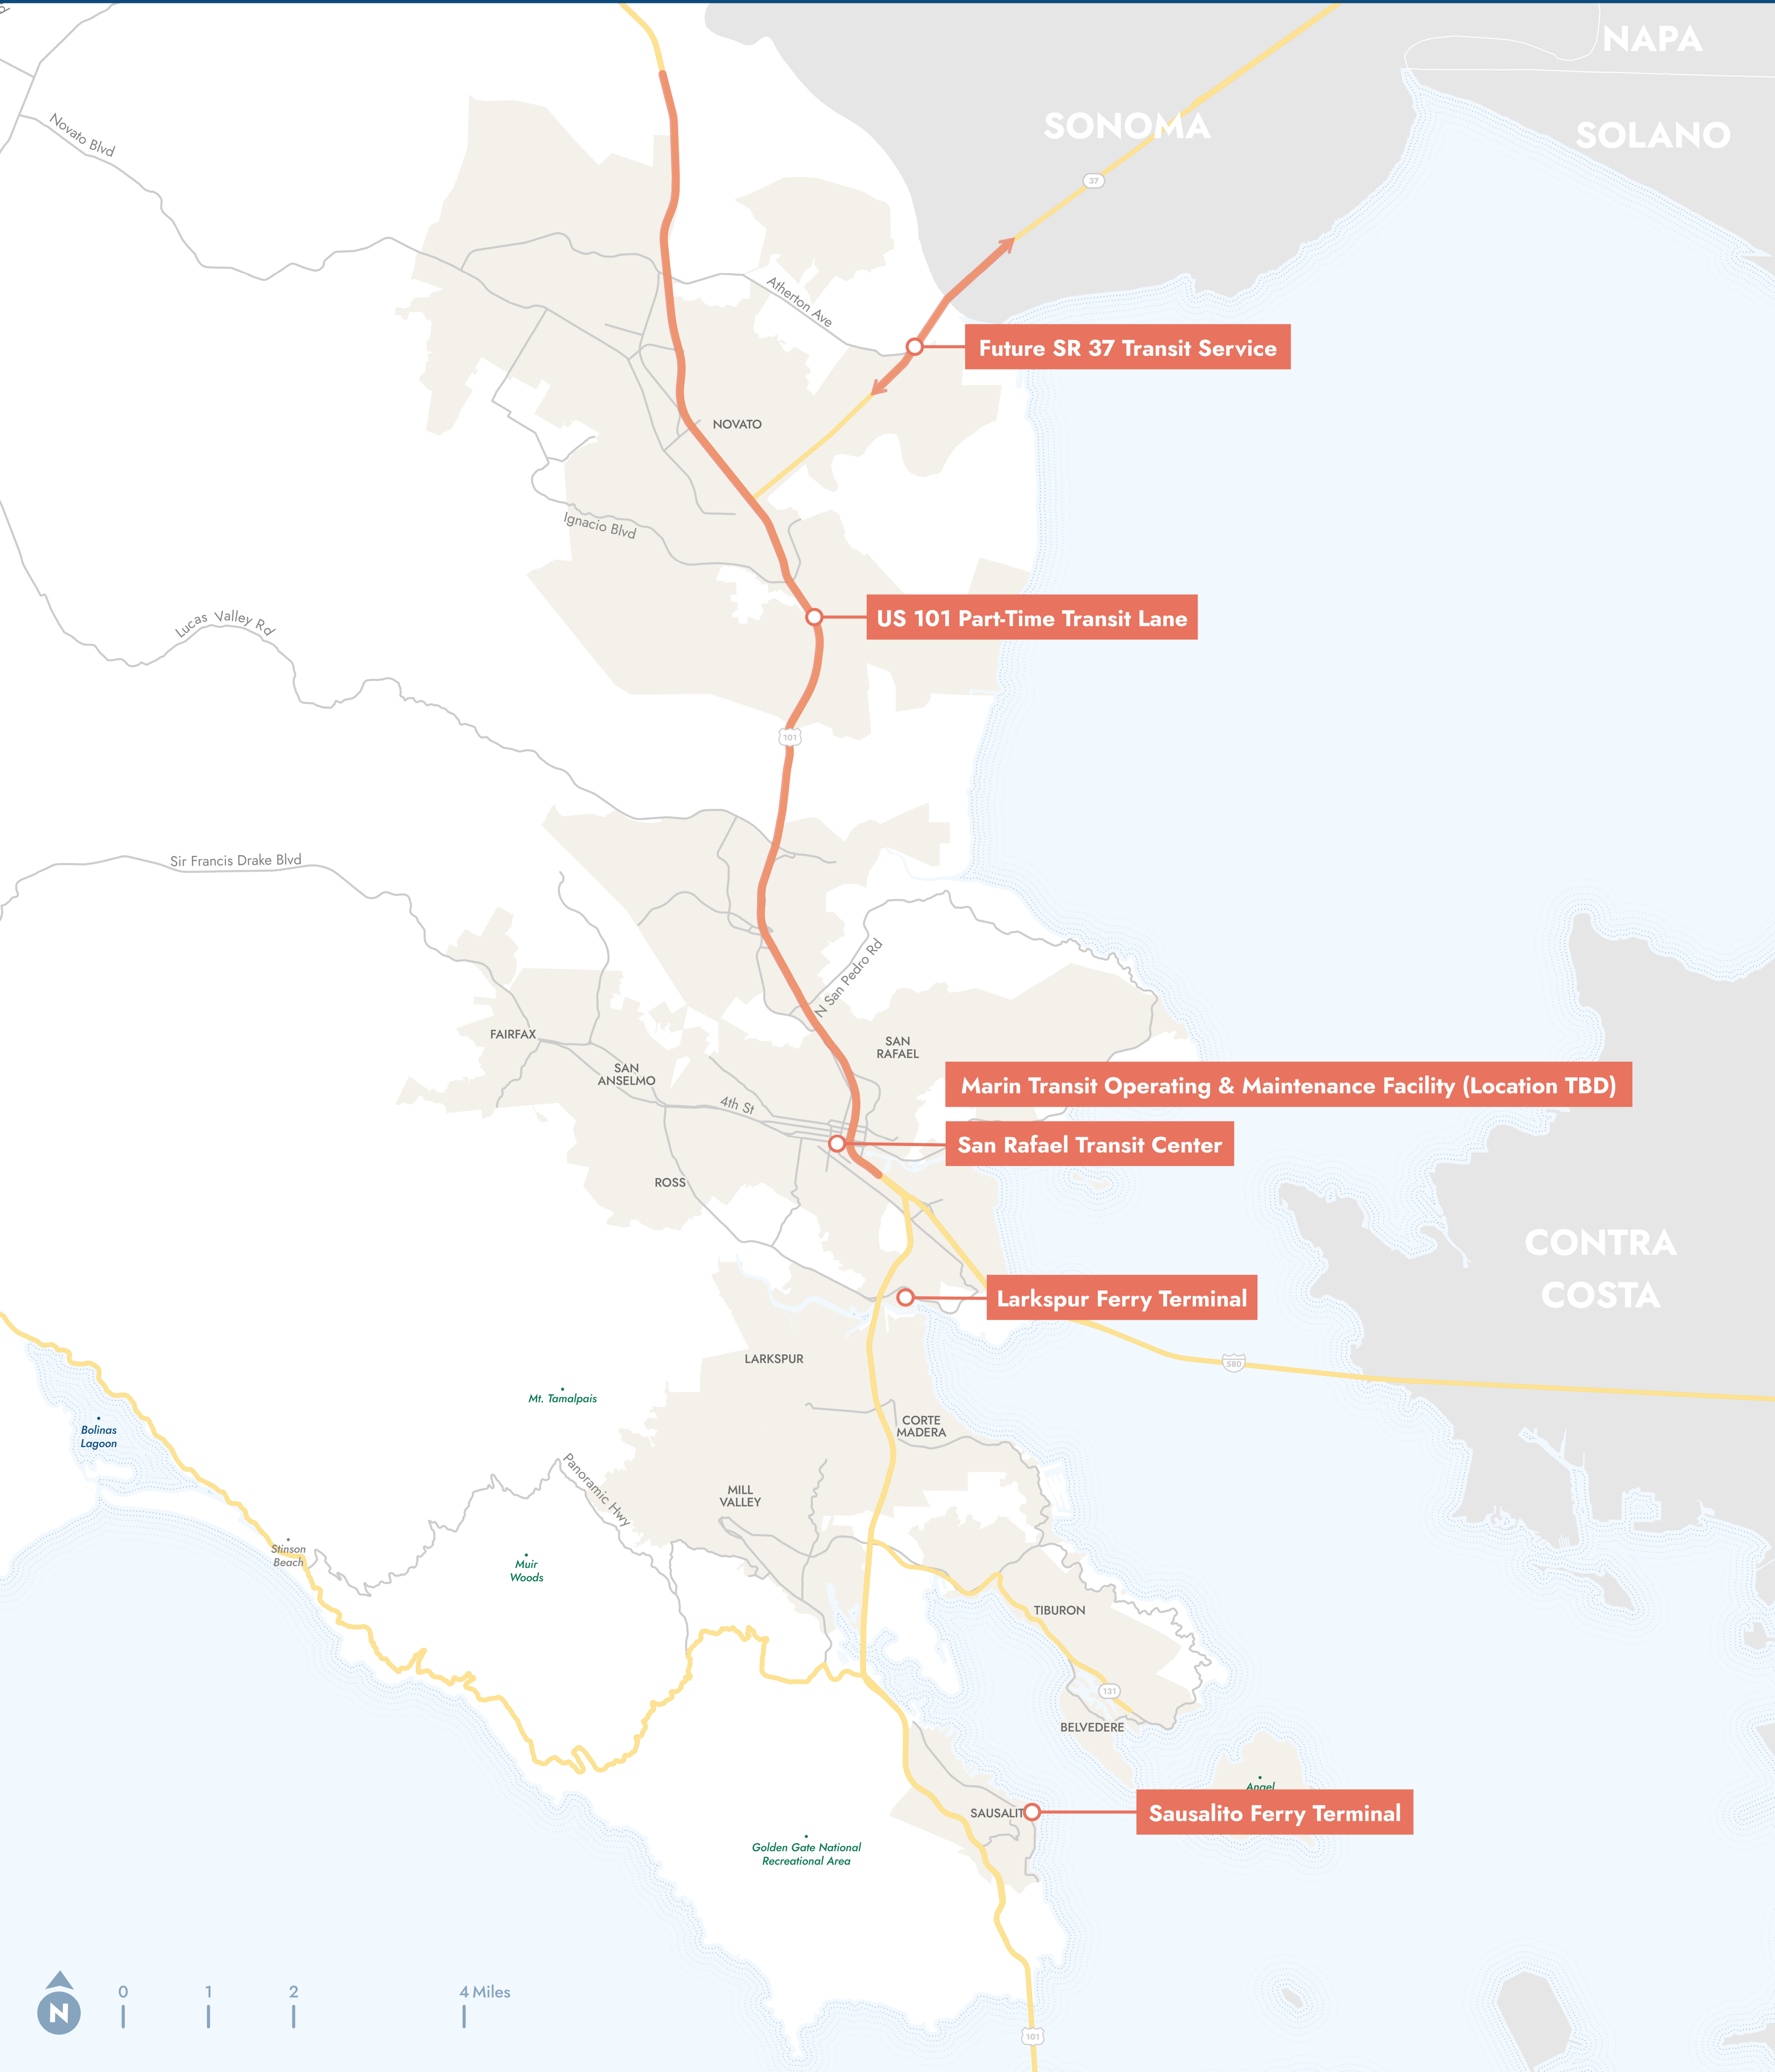 NAPA
SONOMA
SOLANO
Novato Blvd
37
Atherton Ave
Future SR 37 Transit Service
NOVATO
Ignacio Blvd
US 101 Part-Time Transit Lane
Lucas Valley Rd
101
Sir Francis Drake Blvd
N San Pedro Rd
FAIRFAX
SAN
RAFAEL
SAN
ANSELMO
Marin Transit Operating & Maintenance Facility (Location TBD)
4th St
San Rafael Transit Center
ROSS
CONTRA
COSTA
Larkspur Ferry Terminal
LARKSPUR
580
Mt. Tamalpais
Bolinas
Lagoon
CORTE
MADERA
Panoramic Hwy
MILL
VALLEY
Stinson
Beach
Muir
Woods
TIBURON
131
BELVEDERE
Angel
SAUSALIT
Sausalito Ferry Terminal
Golden Gate National
Recreational Area
N
0 1 2 4 Miles
101